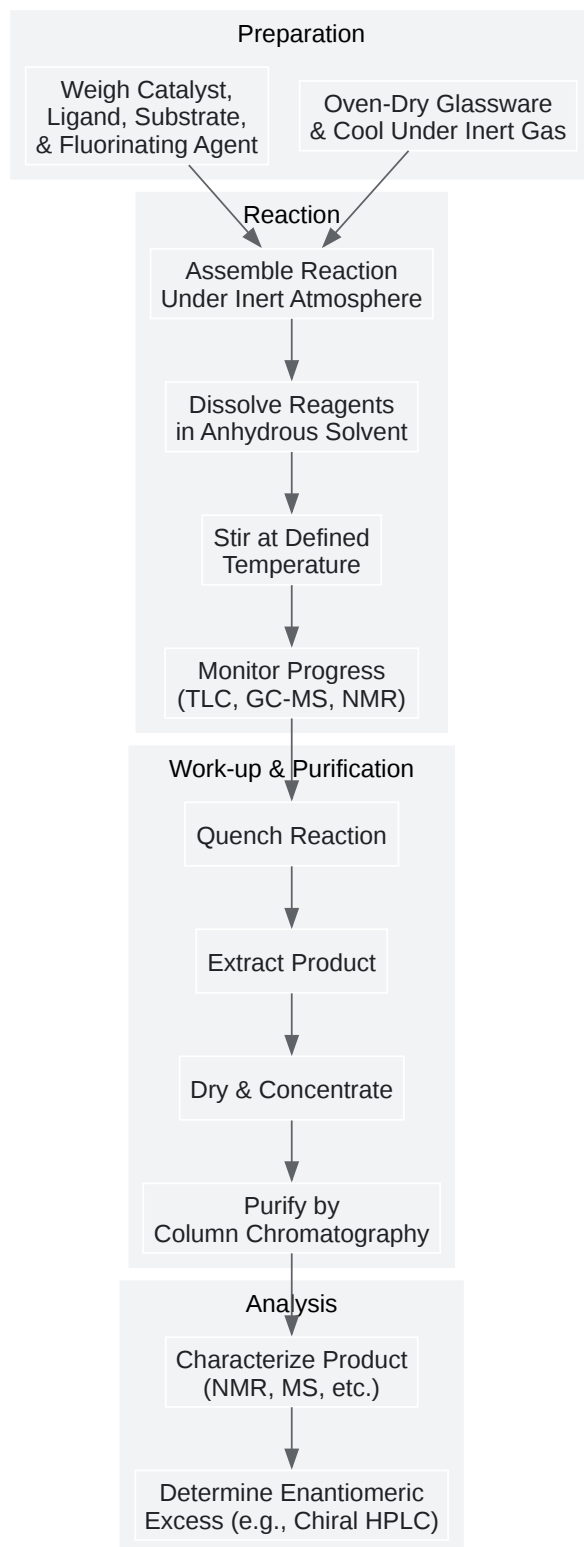 Preparation
Weigh Catalyst,
Ligand, Substrate,
& Fluorinating Agent
Oven-Dry Glassware
& Cool Under Inert Gas
Reaction
Assemble Reaction
Under Inert Atmosphere
Dissolve Reagents
in Anhydrous Solvent
Stir at Defined
Temperature
Monitor Progress
(TLC, GC-MS, NMR)
Work-up & Purification
Quench Reaction
Extract Product
Dry & Concentrate
Purify by
Column Chromatography
Analysis
Characterize Product
(NMR, MS, etc.)
Determine Enantiomeric
Excess (e.g., Chiral HPLC)